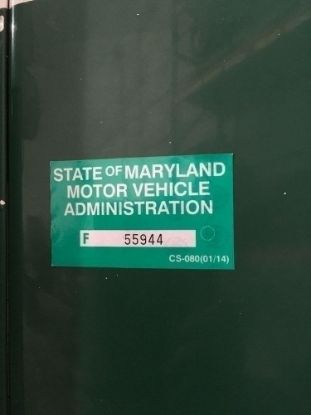 STATE OF MARYLAND
MOTOR VEHICLE
ADMINISTRATION
F 55944
CS-080(01/14)